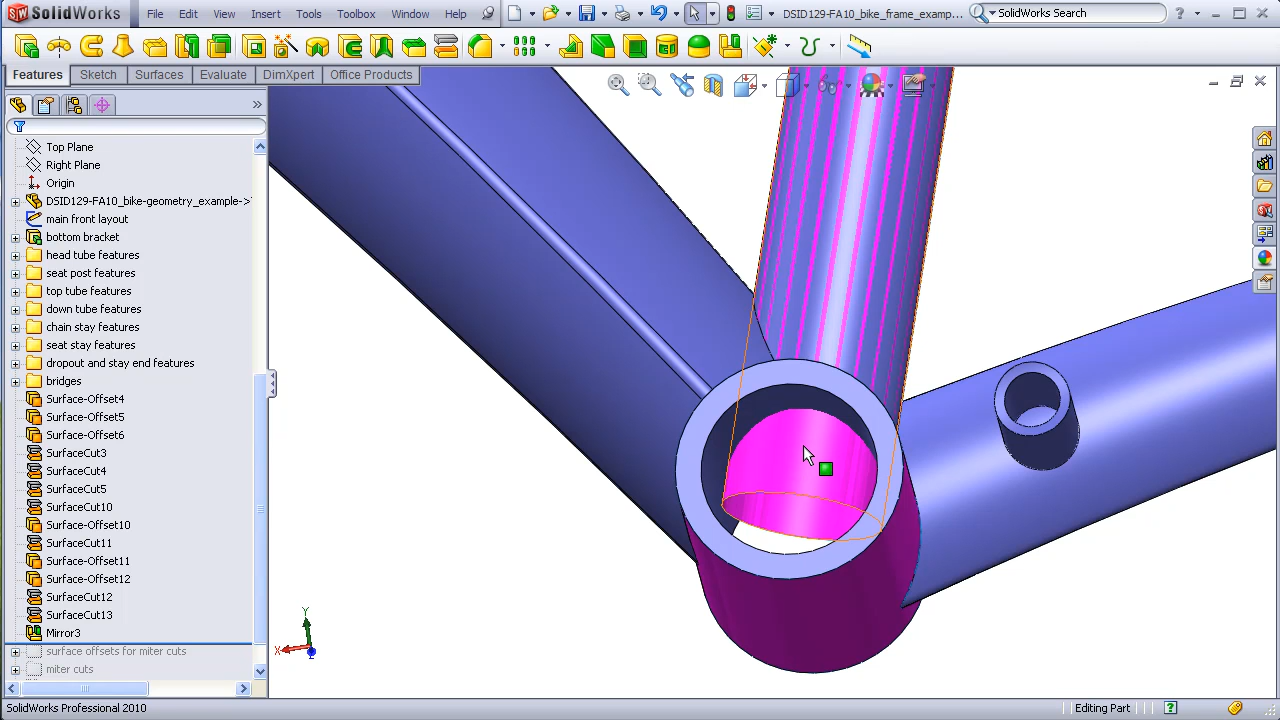 SolidWorks File Edit View Insert Tools Toolbox Window Help DSID129-FA10_bike_frame_examp... SolidWorks Search
Features Sketch Surfaces Evaluate DimXpert Office Products
Top Plane
Right Plane
Origin
DSID129-FA10_bike-geometry_example->
main front layout
bottom bracket
head tube features
seat post features
top tube features
down tube features
chain stay features
seat stay features
dropout and stay end features
bridges
Surface-Offset4
Surface-Offset5
Surface-Offset6
SurfaceCut3
SurfaceCut4
SurfaceCut5
SurfaceCut10
Surface-Offset10
SurfaceCut11
Surface-Offset11
Surface-Offset12
SurfaceCut12
SurfaceCut13
Mirror3
surface offsets for miter cuts
miter cuts
Y
X
Z
SolidWorks Professional 2010 Editing Part